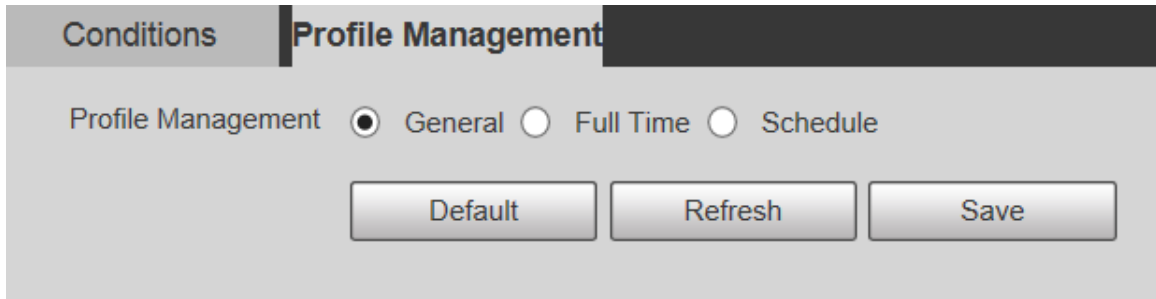 Conditions Profile Management
Profile Management General Full Time Schedule
Default Refresh Save